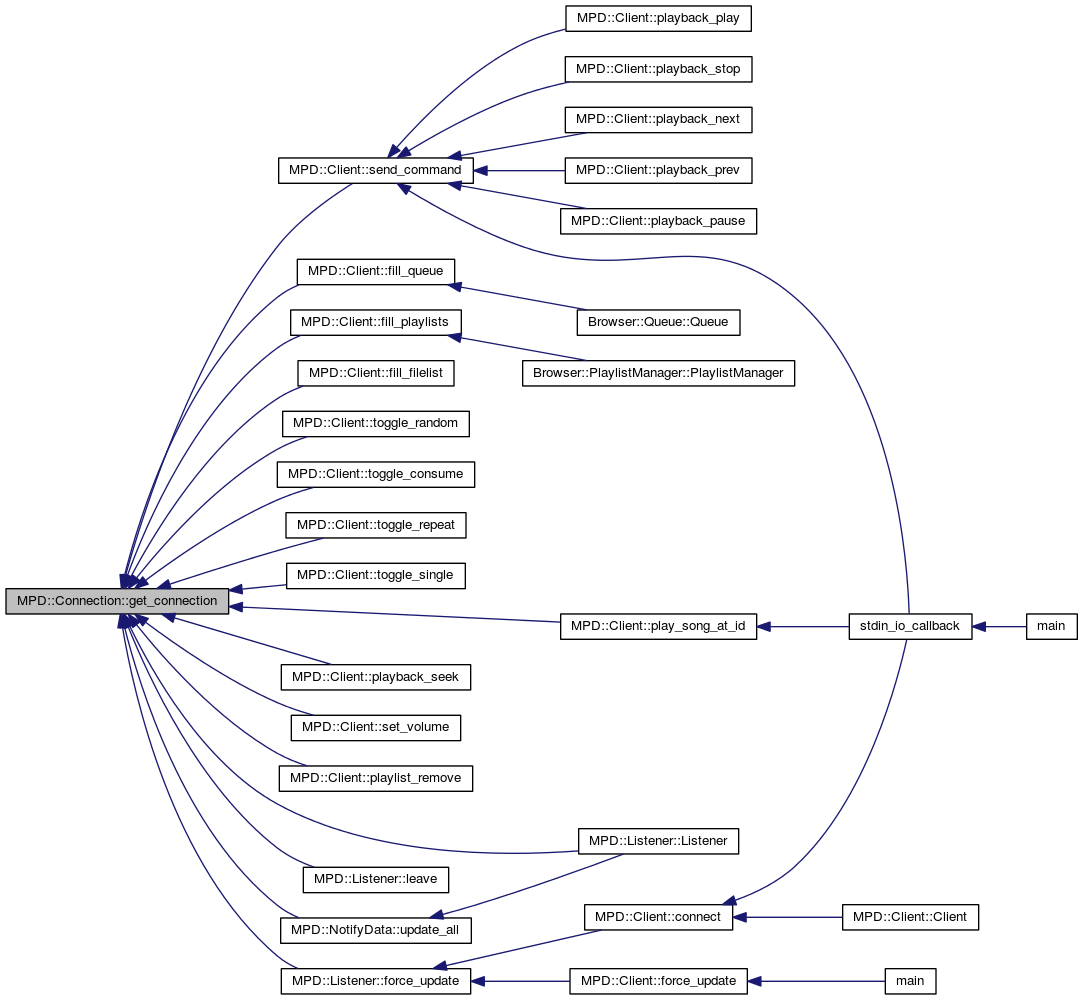 MPD::Client::playback_play
MPD::Client::playback_stop
MPD::Client::playback_next
MPD::Client::send_command
MPD::Client::playback_prev
MPD::Client::playback_pause
MPD::Client::fill_queue
Browser::Queue::Queue
MPD::Client::fill_playlists
Browser::PlaylistManager::PlaylistManager
MPD::Client::fill_filelist
MPD::Client::toggle_random
MPD::Client::toggle_consume
MPD::Client::toggle_repeat
MPD::Client::toggle_single
MPD::Connection::get_connection
MPD::Client::play_song_at_id
stdin_io_callback
main
MPD::Client::playback_seek
MPD::Client::set_volume
MPD::Client::playlist_remove
MPD::Listener::Listener
MPD::Listener::leave
MPD::NotifyData::update_all
MPD::Client::connect
MPD::Client::Client
MPD::Listener::force_update
MPD::Client::force_update
main